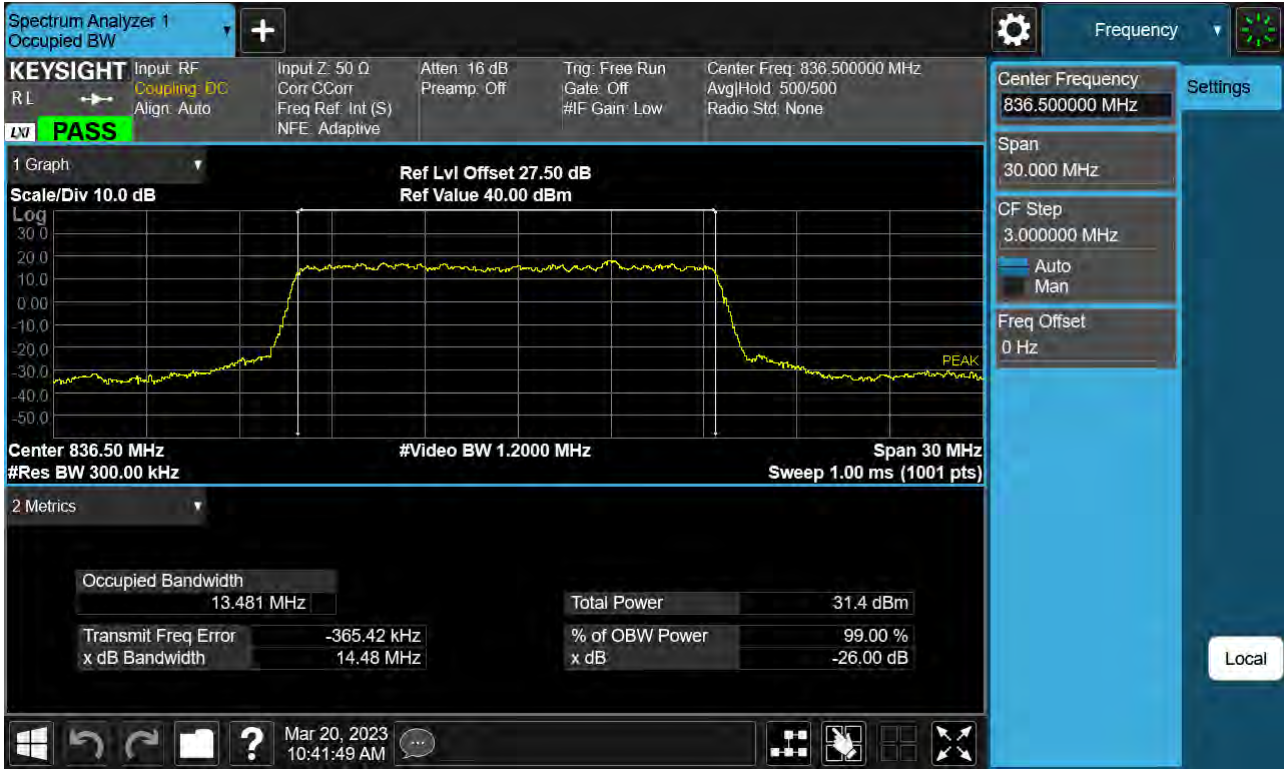 Spectrum Analyzer 1
Occupied BW
Frequency
KEYSIGHT
RL
LXI
PASS
Input: RF
Coupling: DC
Align: Auto
Input Z: 50 Ω
Corr CCorr
Freq Ref: Int (S)
NFE: Adaptive
Atten: 16 dB
Preamp: Off
Trig: Free Run
Gate: Off
#IF Gain: Low
Center Freq: 836.500000 MHz
Avg|Hold: 500/500
Radio Std: None
Center Frequency
836.500000 MHz
Settings
Span
30.000 MHz
CF Step
3.000000 MHz
Auto
Man
Freq Offset
0 Hz
Local
1 Graph
Scale/Div 10.0 dB
Ref Lvl Offset 27.50 dB
Ref Value 40.00 dBm
Log
30.0
20.0
10.0
0.00
-10.0
-20.0
-30.0
-40.0
-50.0
PEAK
Center 836.50 MHz
#Video BW 1.2000 MHz
Span 30 MHz
#Res BW 300.00 kHz
Sweep 1.00 ms (1001 pts)
2 Metrics
Occupied Bandwidth
13.481 MHz
Total Power 31.4 dBm
Transmit Freq Error -365.42 kHz
% of OBW Power 99.00 %
x dB Bandwidth 14.48 MHz
x dB -26.00 dB
?
Mar 20, 2023
10:41:49 AM